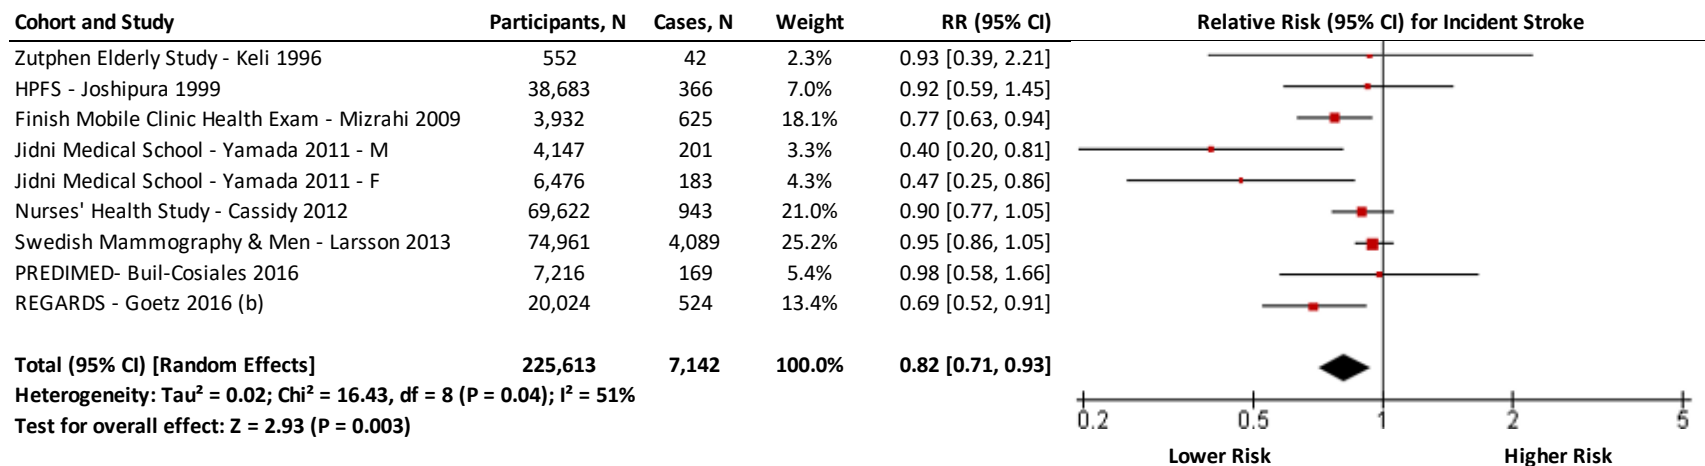 Cohort and Study Participants, N Cases, N Weight RR (95% CI) Relative Risk (95% CI) for Incident Stroke
Zutphen Elderly Study - Keli 1996 552 42 2.3% 0.93 [0.39, 2.21]
HPFS - Joshipura 1999 38,683 366 7.0% 0.92 [0.59, 1.45]
Finish Mobile Clinic Health Exam - Mizrahi 2009 3,932 625 18.1% 0.77 [0.63, 0.94]
Jidni Medical School - Yamada 2011 - M 4,147 201 3.3% 0.40 [0.20, 0.81]
Jidni Medical School - Yamada 2011 - F 6,476 183 4.3% 0.47 [0.25, 0.86]
Nurses' Health Study - Cassidy 2012 69,622 943 21.0% 0.90 [0.77, 1.05]
Swedish Mammography & Men - Larsson 2013 74,961 4,089 25.2% 0.95 [0.86, 1.05]
PREDIMED- Buil-Cosiales 2016 7,216 169 5.4% 0.98 [0.58, 1.66]
REGARDS - Goetz 2016 (b) 20,024 524 13.4% 0.69 [0.52, 0.91]
Total (95% CI) [Random Effects] 225,613 7,142 100.0% 0.82 [0.71, 0.93]
Heterogeneity: Tau² = 0.02; Chi² = 16.43, df = 8 (P = 0.04); I² = 51%
Test for overall effect: Z = 2.93 (P = 0.003)
0.2 0.5 1 2 5
Lower Risk Higher Risk